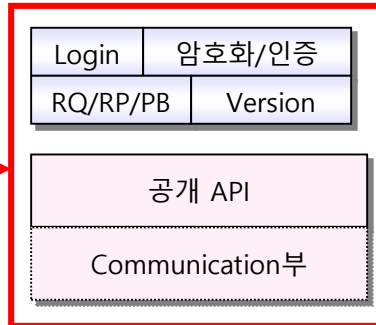 Login 암호화/인증
RQ/RP/PB Version
공개 API
Communication부